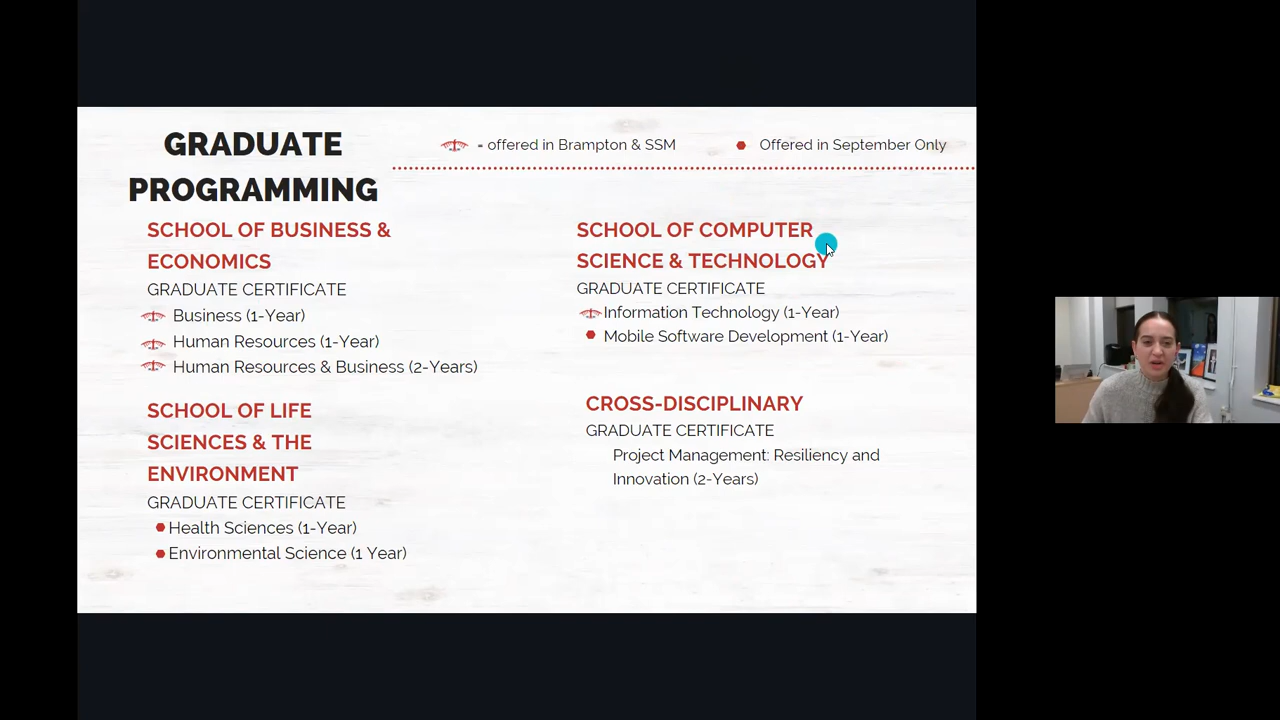 GRADUATE
PROGRAMMING
= offered in Brampton & SSM
Offered in September Only
SCHOOL OF BUSINESS &
ECONOMICS
GRADUATE CERTIFICATE
Business (1-Year)
Human Resources (1-Year)
Human Resources & Business (2-Years)
SCHOOL OF LIFE
SCIENCES & THE
ENVIRONMENT
GRADUATE CERTIFICATE
Health Sciences (1-Year)
Environmental Science (1 Year)
SCHOOL OF COMPUTER
SCIENCE & TECHNOLOGY
GRADUATE CERTIFICATE
Information Technology (1-Year)
Mobile Software Development (1-Year)
CROSS-DISCIPLINARY
GRADUATE CERTIFICATE
Project Management: Resiliency and
Innovation (2-Years)